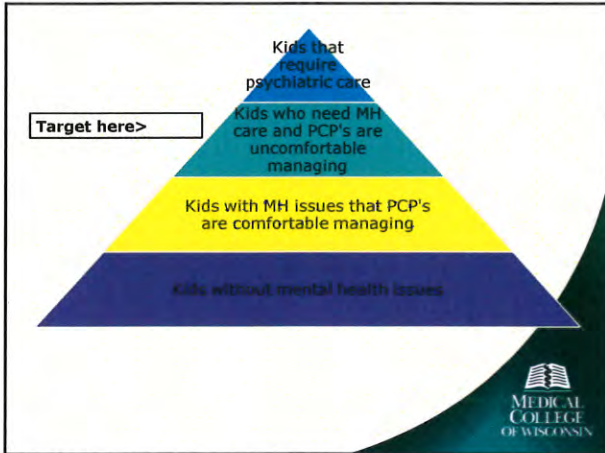 Kids that
require
psychiatric care
Target here>
Kids who need MH
care and PCP's are
uncomfortable
managing
Kids with MH issues that PCP's
are comfortable managing
Kids without mental health issues
MEDICAL
COLLEGE
OF WISCONSIN